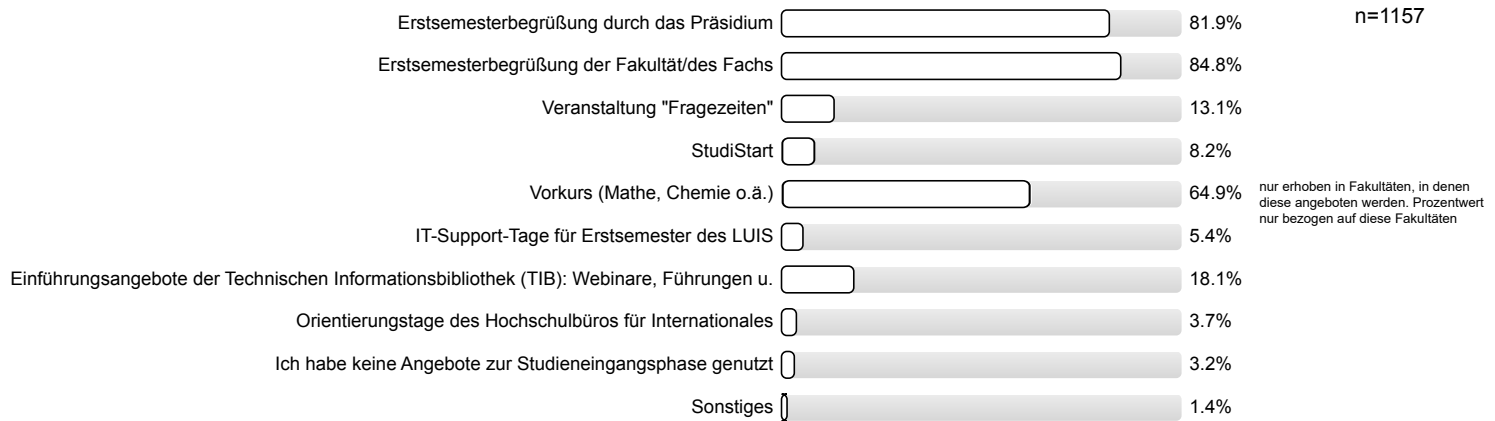 Erstsemesterbegrüßung durch das Präsidium 81.9% n=1157
Erstsemesterbegrüßung der Fakultät/des Fachs 84.8%
Veranstaltung "Fragezeiten" 13.1%
StudiStart 8.2%
Vorkurs (Mathe, Chemie o.ä.) 64.9%
nur erhoben in Fakultäten, in denen
diese angeboten werden. Prozentwert
nur bezogen auf diese Fakultäten
IT-Support-Tage für Erstsemester des LUIS 5.4%
Einführungsangebote der Technischen Informationsbibliothek (TIB): Webinare, Führungen u. 18.1%
Orientierungstage des Hochschulbüros für Internationales 3.7%
Ich habe keine Angebote zur Studieneingangsphase genutzt 3.2%
Sonstiges 1.4%